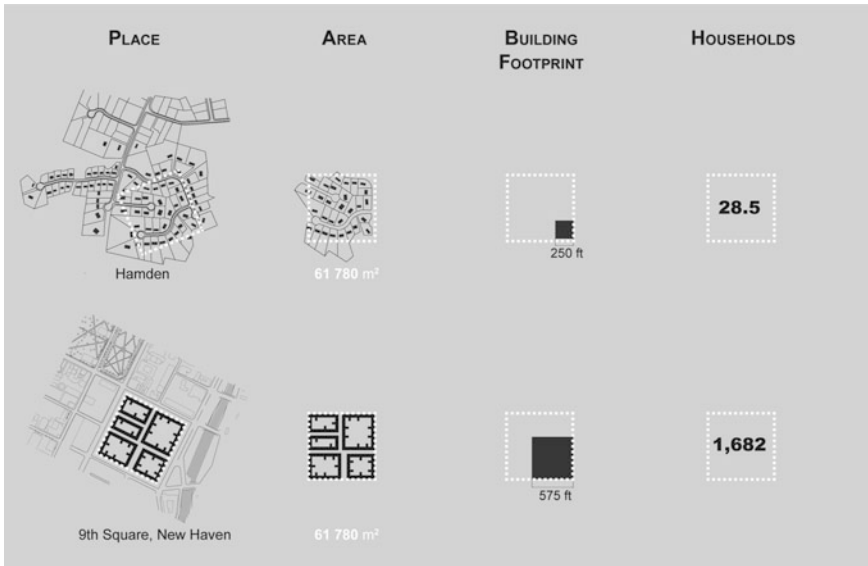 PLACE AREA BUILDING FOOTPRINT HOUSEHOLDS
28.5
250 ft
Hamden 61 780 m²
1,682
575 ft
9th Square, New Haven 61 780 m²